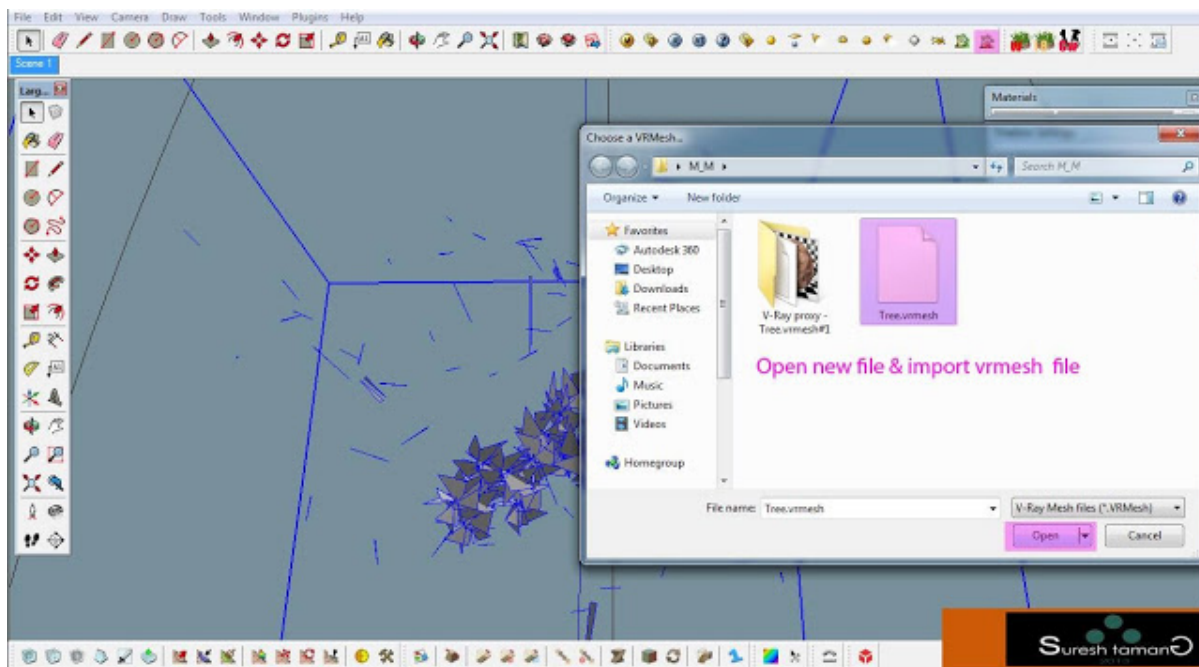 File Edit View Camera Draw Tools Window Plugins Help
Scene 1
Larg...
Materials
Choose a VRMesh...
M_M
Search M_M
Organize New folder
Favorites
Autodesk 360
Desktop
Downloads
Recent Places
Libraries
Documents
Music
Pictures
Videos
Homegroup
V-Ray proxy -
Tree.vrmesh#1
Tree.vrmesh
Open new file & import vrmesh file
File name: Tree.vrmesh
V-Ray Mesh files (*.VRMesh)
Open Cancel
Suresh tamanG